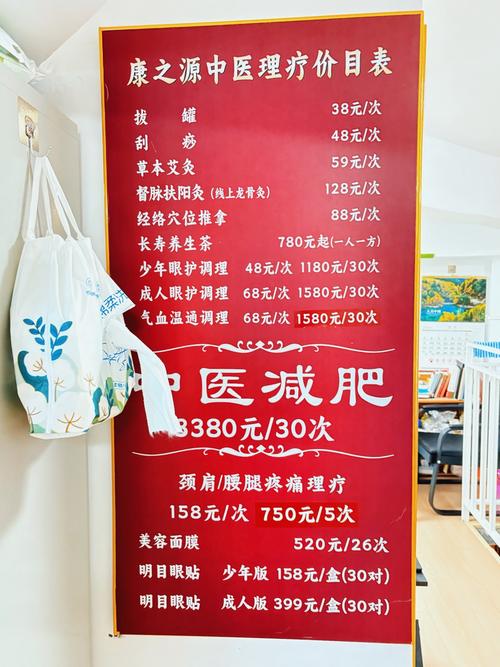 康之源中医理疗价目表
拔 罐 38元/次
刮 痧 48元/次
草本艾灸 59元/次
督脉扶阳灸(线上龙骨灸) 128元/次
经络穴位推拿 88元/次
长寿养生茶 780元起(一人一方)
少年眼护调理 48元/次 1180元/30次
成人眼护调理 68元/次 1580元/30次
气血温通调理 68元/次 1580元/30次
中医减肥
3380元/30次
颈肩/腰腿疼痛理疗
158元/次 750元/5次
美容面膜 520元/26次
明目眼贴 少年版 158元/盒(30对)
明目眼贴 成人版 399元/盒(30对)